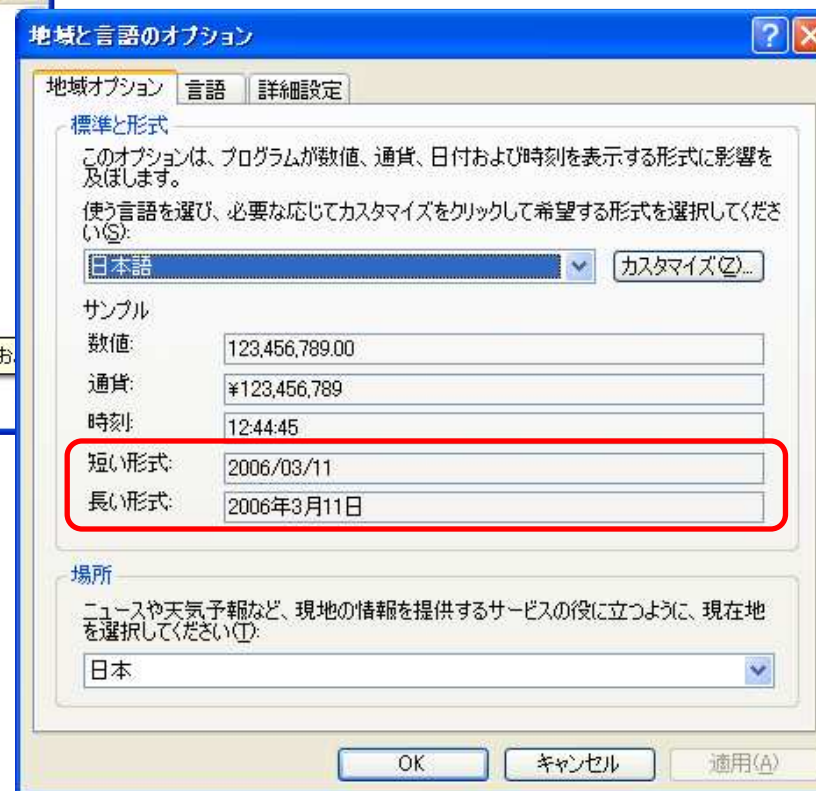 地域と言語のオプション
地域オプション 言語 詳細設定
標準と形式
このオプションは、プログラムが数値、通貨、日付および時刻を表示する形式に影響を
及ぼします。
使う言語を選び、必要な応じてカスタマイズをクリックして希望する形式を選択してくださ
い(S):
日本語 カスタマイズ(Z)...
サンプル
数値: 123,456,789.00
通貨: ¥123,456,789
お
時刻: 12:44:45
短い形式: 2006/03/11
長い形式: 2006年3月11日
場所
ニュースや天気予報など、現地の情報を提供するサービスの役に立つように、現在地
を選択してください(T):
日本
OK キャンセル 適用(A)